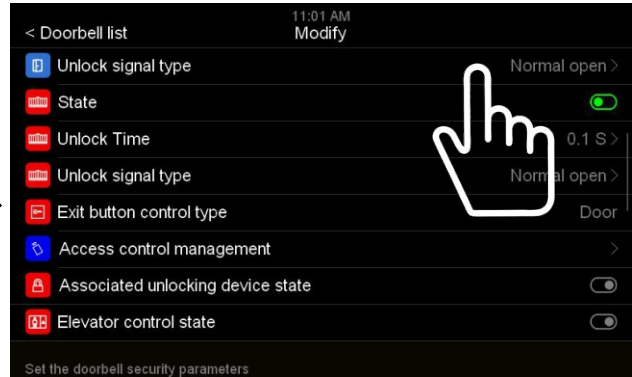 11:01 AM
< Doorbell list Modify
Unlock signal type Normal open >
State
Unlock Time 0.1 S >
Unlock signal type Normal open >
Exit button control type Door
Access control management >
Associated unlocking device state
Elevator control state
Set the doorbell security parameters